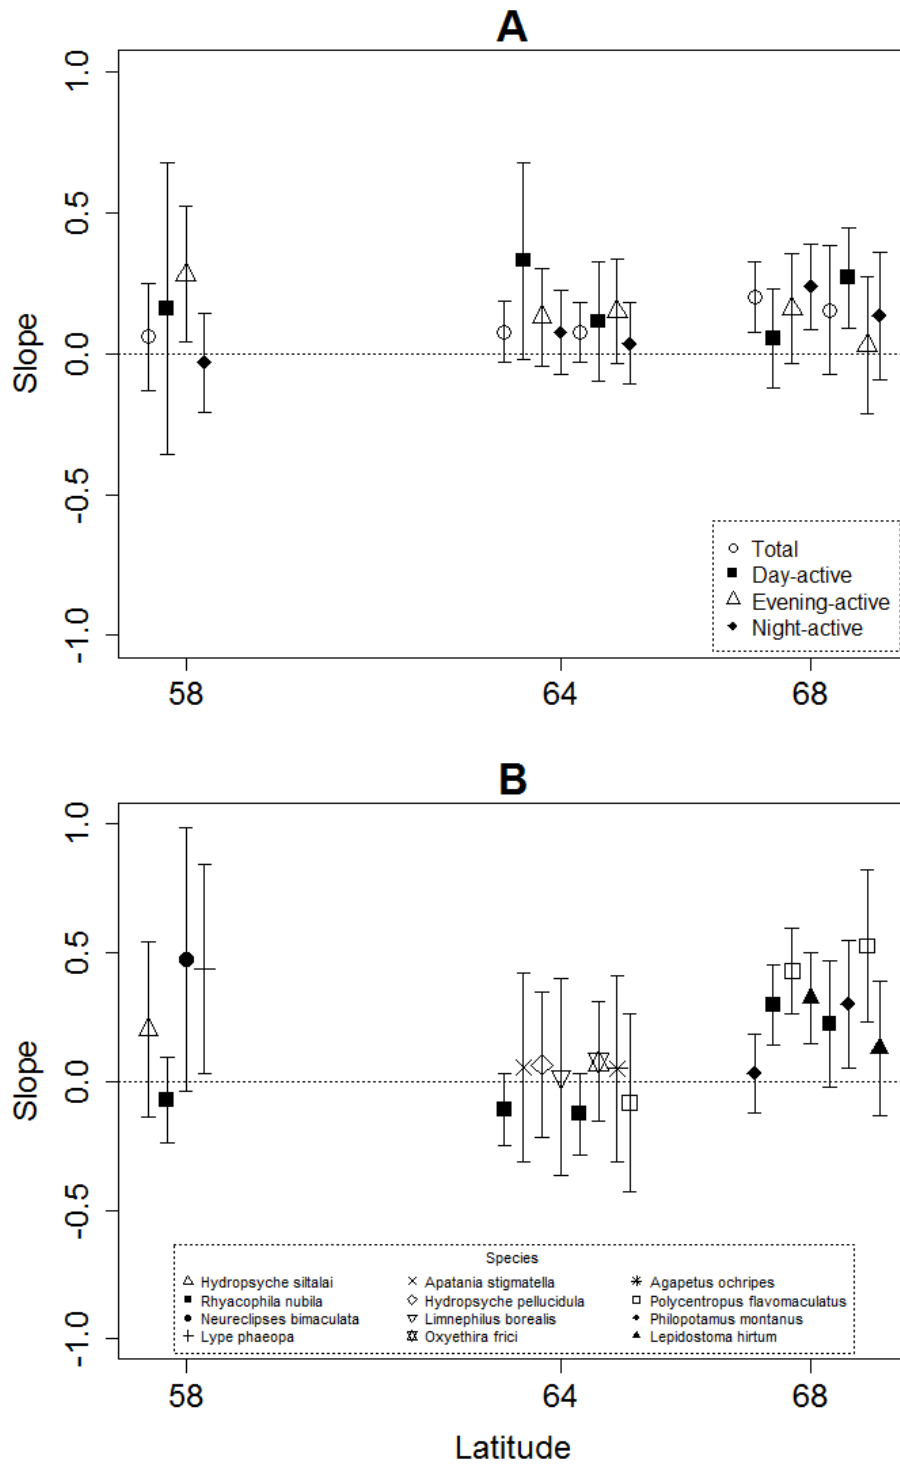 A
1.0
0.5
0.0
-0.5
-1.0
Slope
Total
Day-active
Evening-active
Night-active
58 64 68
B
1.0
0.5
0.0
-0.5
-1.0
Slope
Species
Hydropsyche siltalai Apatania stigmatella Agapetus ochripes
Rhyacophila nubila Hydropsyche pellucidula Polycentropus flavomaculatus
Neureclipses bimaculata Limnephilus borealis Philopotamus montanus
Lype phaeopa Oxyethira frici Lepidostoma hirtum
58 64 68
Latitude